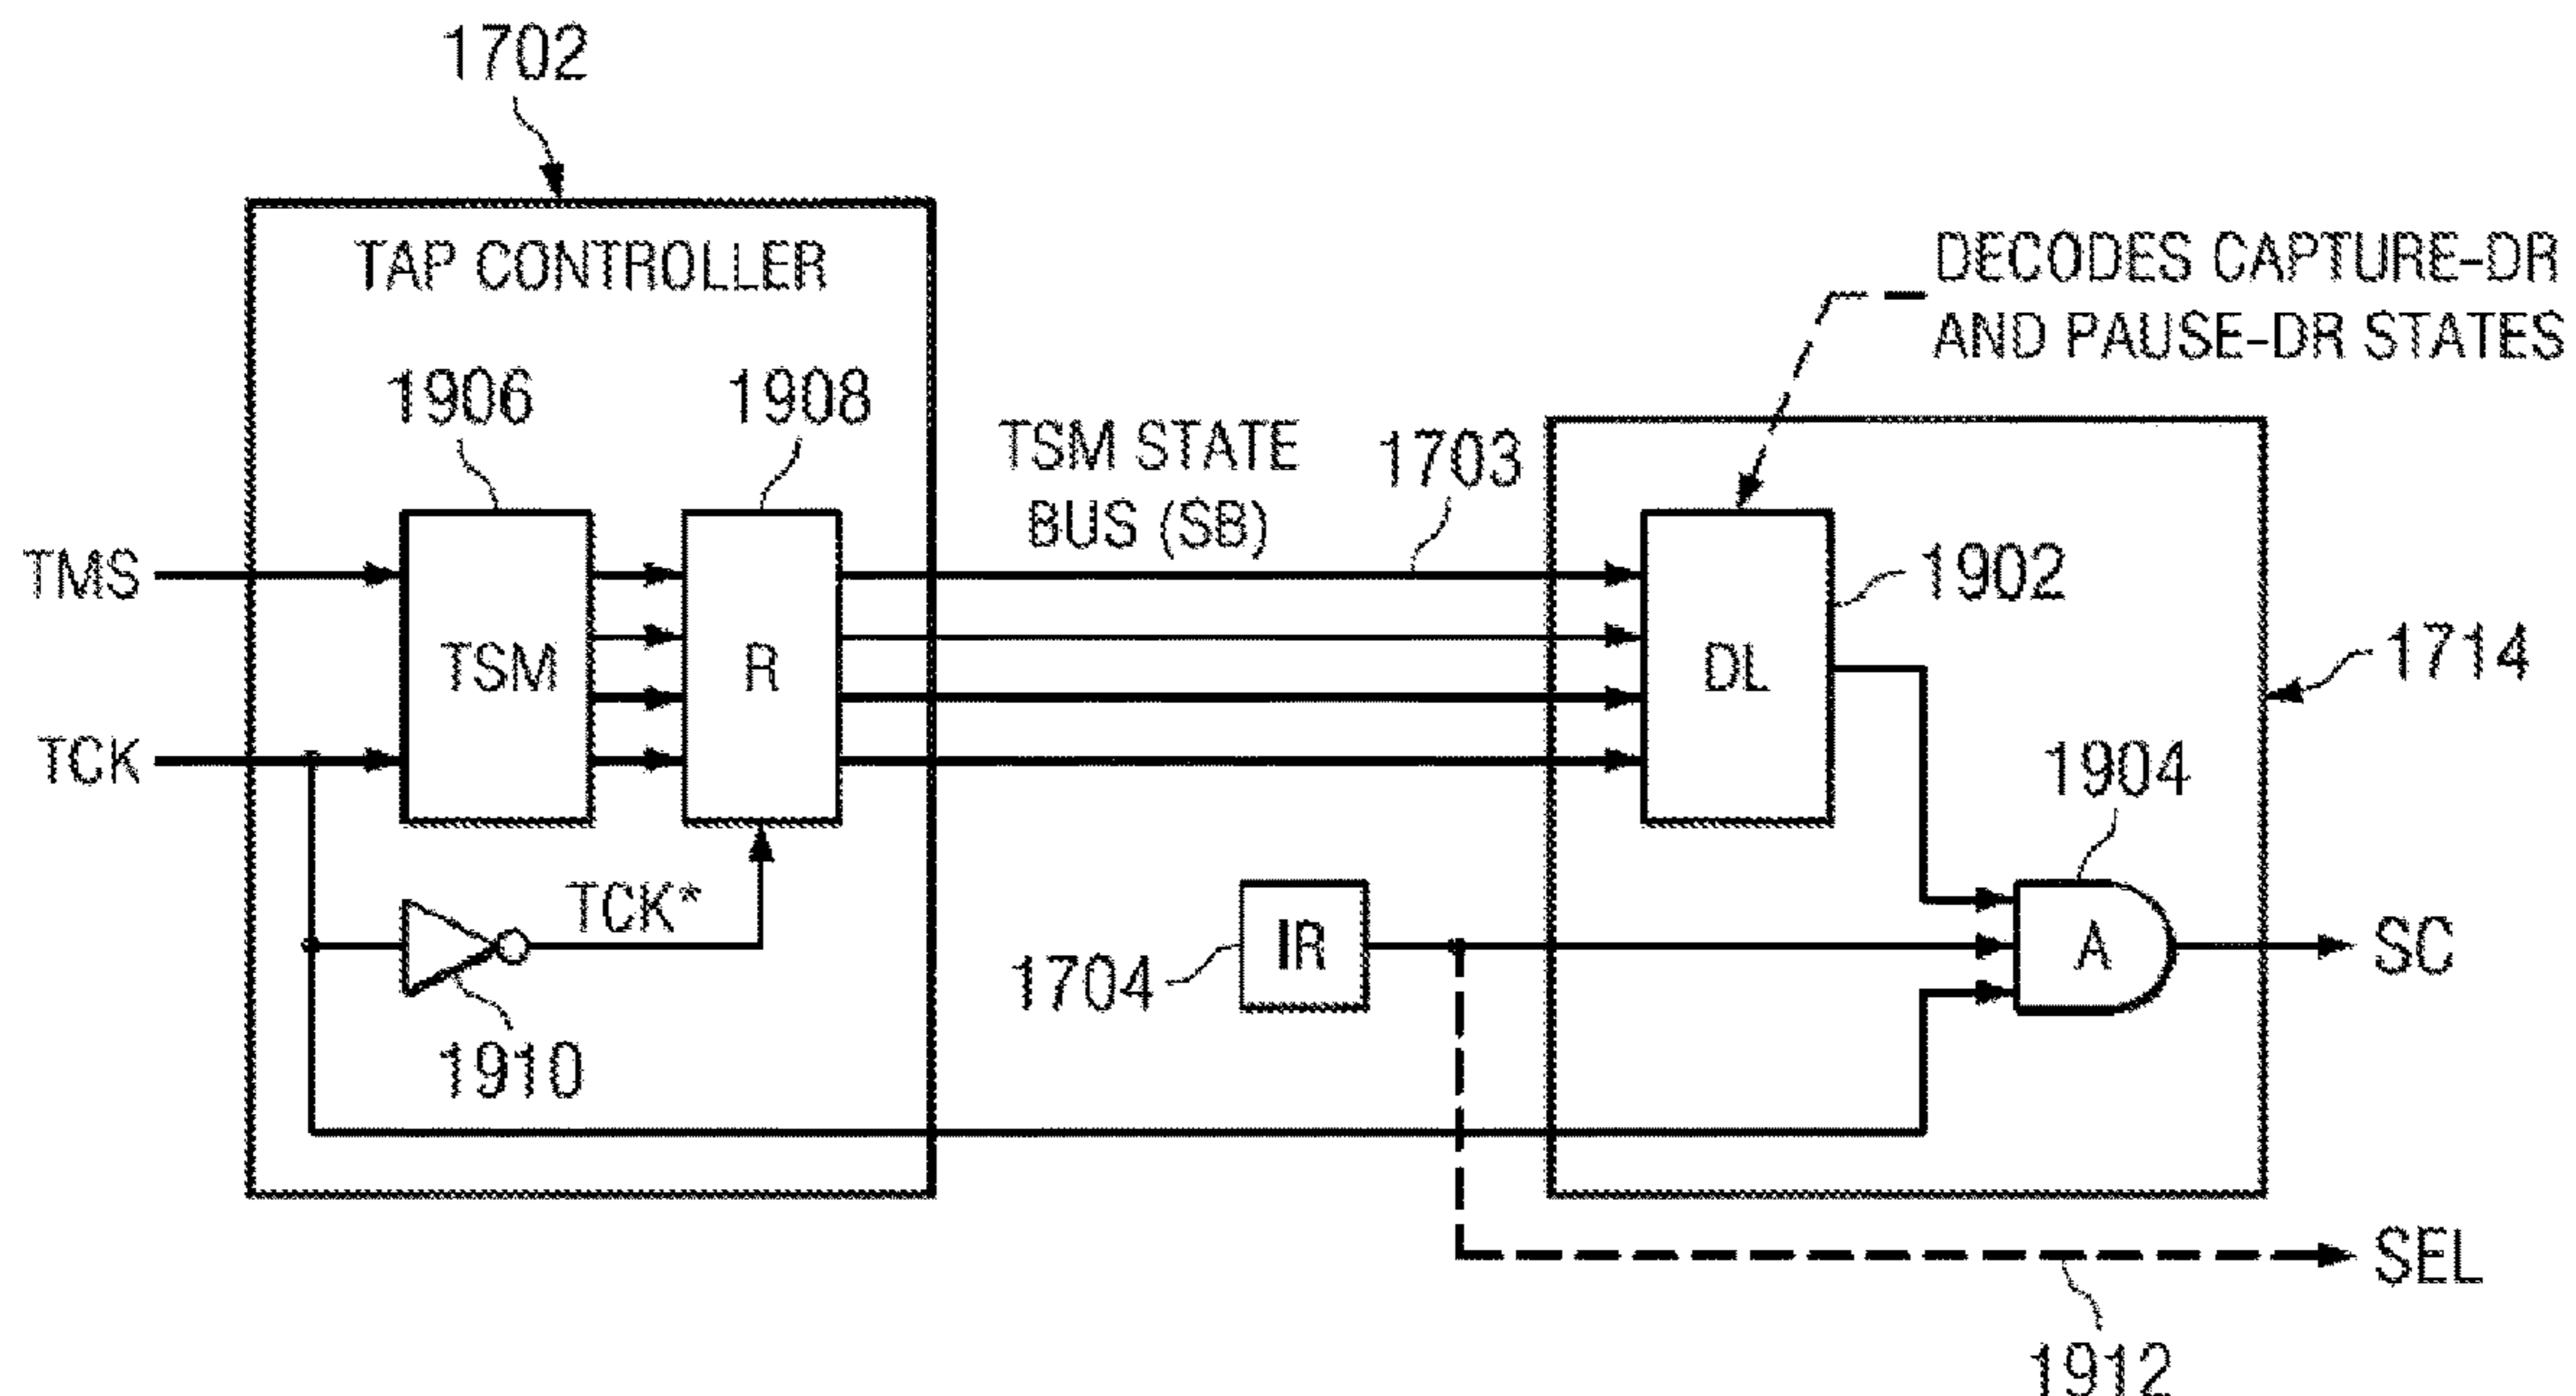 1702
TAP CONTROLLER
DECODES CAPTURE-DR
AND PAUSE-DR STATES
1906
1908
TSM STATE
BUS (SB)
1703
TMS
TSM
R
DL
1902
1714
TCK
1904
TCK*
IR
1704
A
SC
1910
SEL
1912